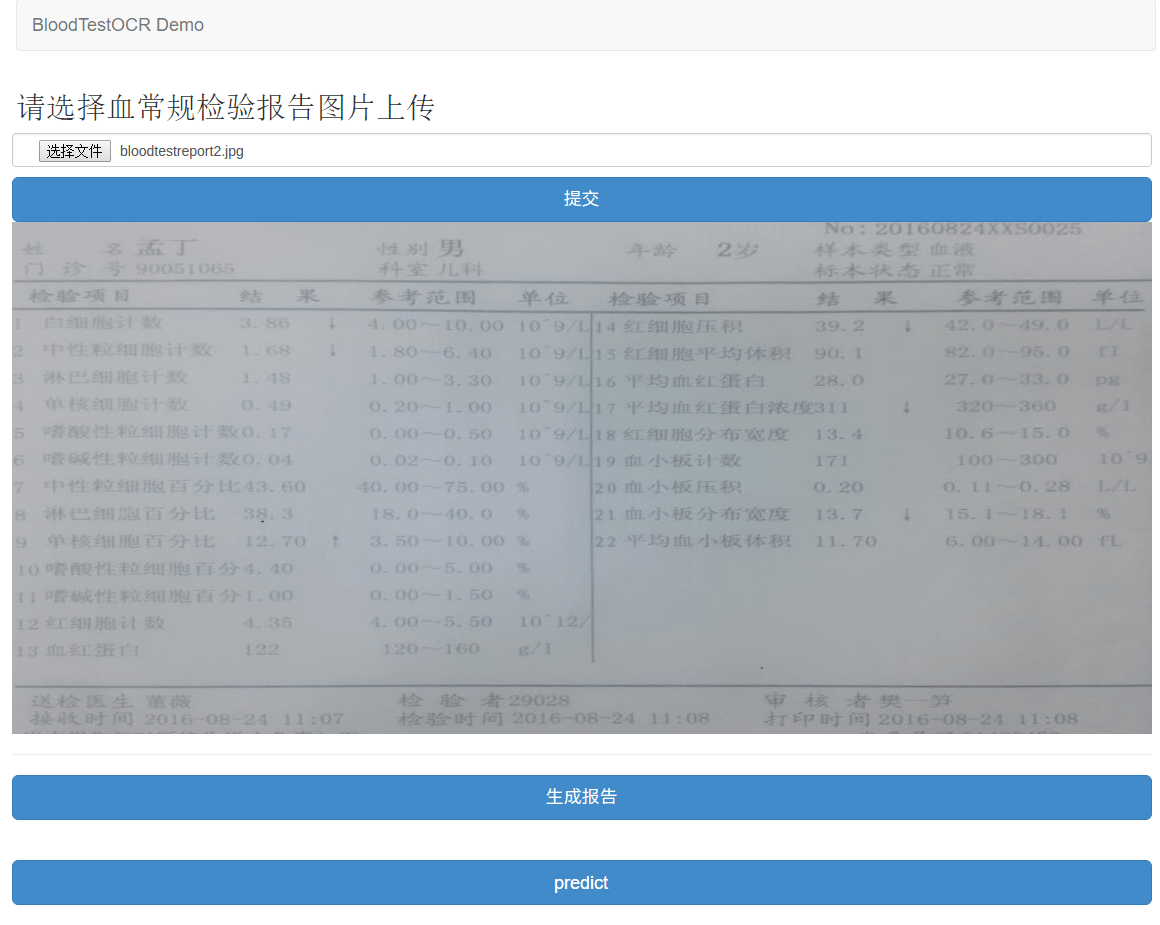 BloodTestOCR Demo
请选择血常规检验报告图片上传
选择文件 bloodtestreport2.jpg
提交
No: 20160824XXS0025
姓 名 孟丁 性别 男 年龄 2岁 样本类型 血液
门 诊 号 90051065 科室 儿科 标本状态 正常
检验项目 结 果 参考范围 单位 检验项目 结 果 参考范围 单位
1 白细胞计数 3.86 ↓ 4.00~10.00 10^9/L 14 红细胞压积 39.2 ↓ 42.0~49.0 L/L
2 中性粒细胞计数 1.68 ↓ 1.80~6.40 10^9/L 15 红细胞平均体积 90.1 82.0~95.0 fl
3 淋巴细胞计数 1.48 1.00~3.30 10^9/L 16 平均血红蛋白 28.0 27.0~33.0 pg
4 单核细胞计数 0.49 0.20~1.00 10^9/L 17 平均血红蛋白浓度 311 ↓ 320~360 g/l
5 嗜酸性粒细胞计数 0.17 0.00~0.50 10^9/L 18 红细胞分布宽度 13.4 10.6~15.0 %
6 嗜碱性粒细胞计数 0.04 0.02~0.10 10^9/L 19 血小板计数 171 100~300 10^9
7 中性粒细胞百分比 43.60 40.00~75.00 % 20 血小板压积 0.20 0.11~0.28 L/L
8 淋巴细胞百分比 38.3 18.0~40.0 % 21 血小板分布宽度 13.7 ↓ 15.1~18.1 %
9 单核细胞百分比 12.70 ↑ 3.50~10.00 % 22 平均血小板体积 11.70 6.00~14.00 fL
10 嗜酸性粒细胞百分 4.40 0.00~5.00 %
11 嗜碱性粒细胞百分 1.00 0.00~1.50 %
12 红细胞计数 4.35 4.00~5.50 10^12/
13 血红蛋白 122 120~160 g/l
送检医生 董薇 检 验 者 29028 审 核 者 樊一笋
接收时间 2016-08-24 11:07 检验时间 2016-08-24 11:08 打印时间 2016-08-24 11:08
生成报告
predict